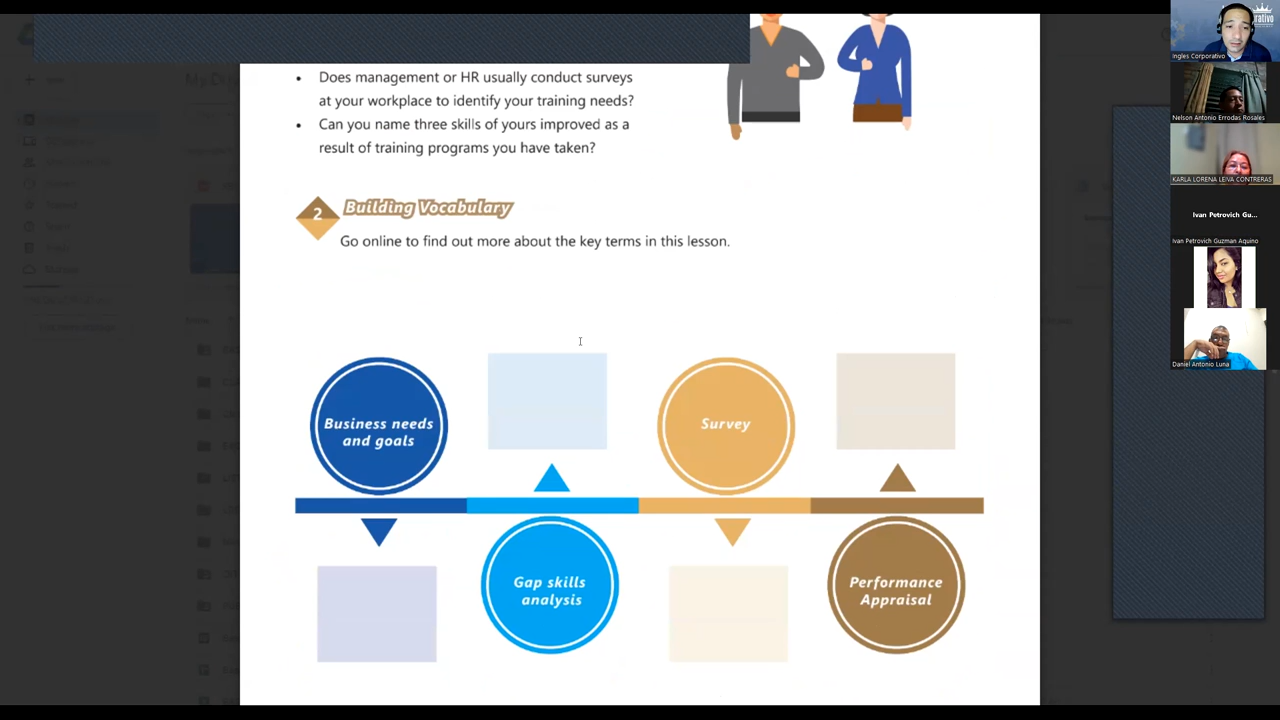 Does management or HR usually conduct surveys
at your workplace to identify your training needs?
Can you name three skills of yours improved as a
result of training programs you have taken?
2
Building Vocabulary
Go online to find out more about the key terms in this lesson.
Business needs
and goals
Survey
Gap skills
analysis
Performance
Appraisal
Ingles Corporativo
Nelson Antonio Errodas Rosales
KARLA LORENA LEIVA CONTRERAS
Ivan Petrovich Gu...
Ivan Petrovich Guzman Aquino
Daniel Antonio Luna